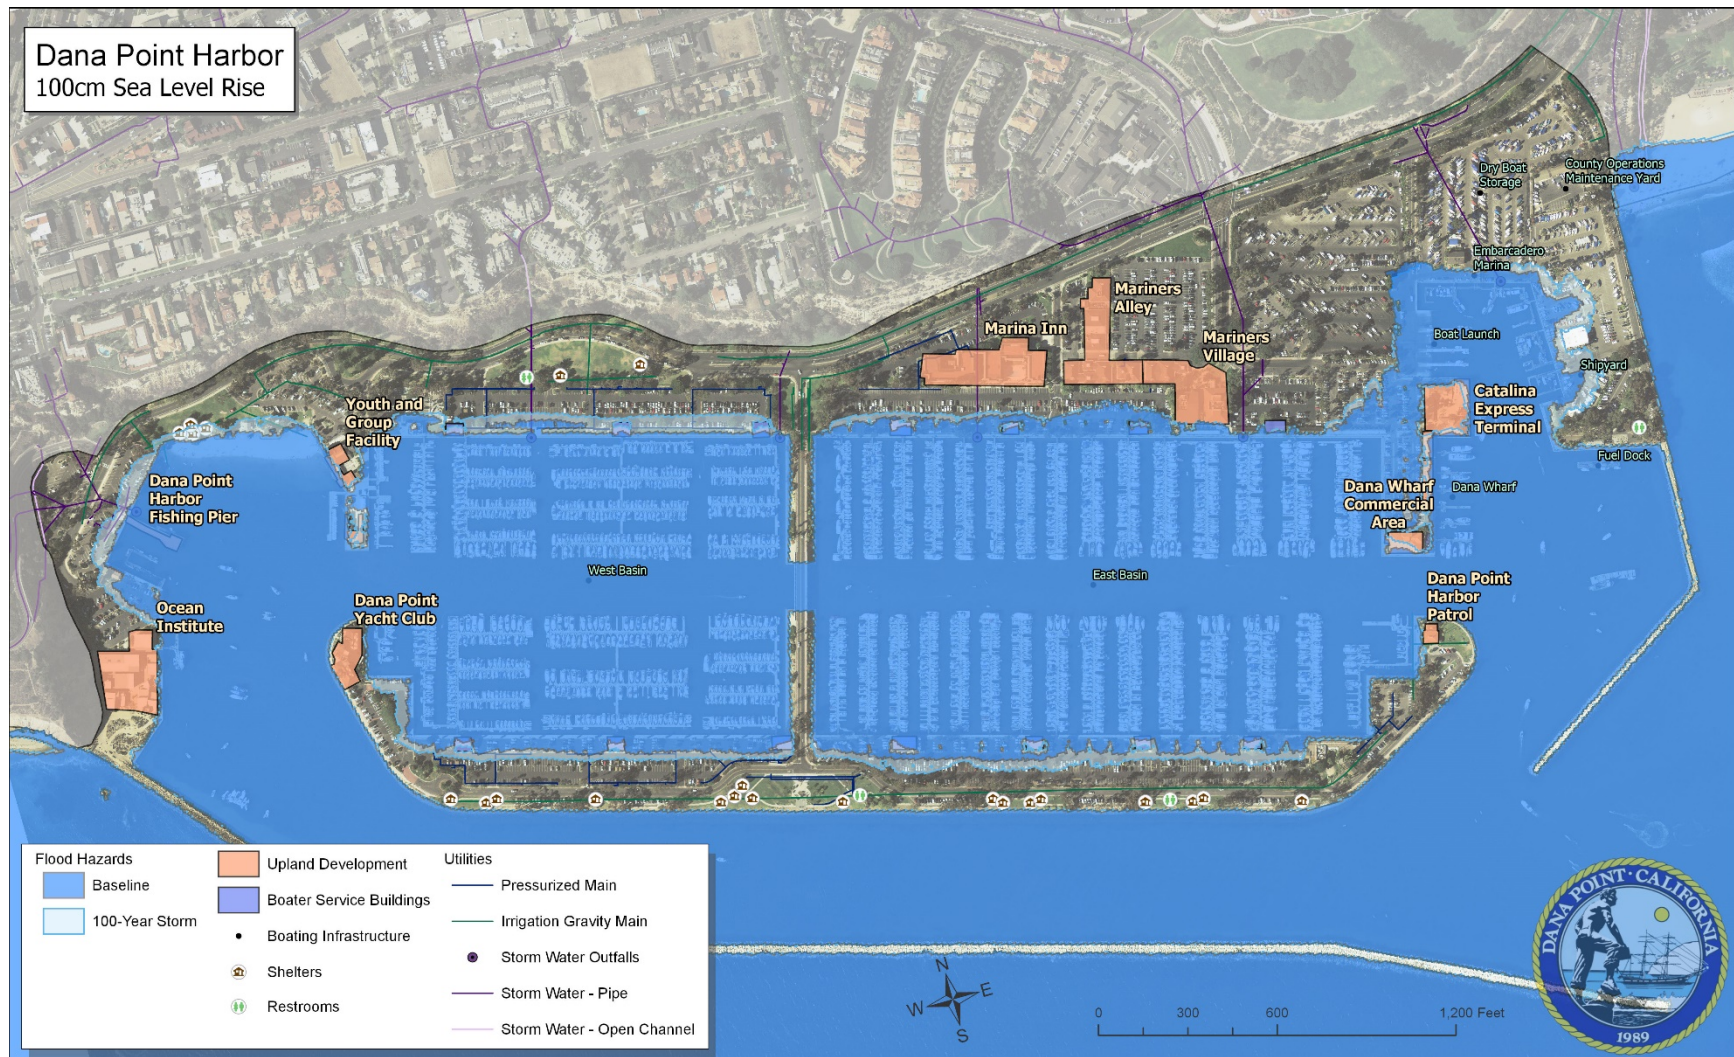 Dana Point Harbor
100cm Sea Level Rise
Dry Boat
Storage
County Operations
Maintenance Yard
Embarcadero
Marina
Mariners
Alley
Marina Inn
Mariners
Village
Boat Launch
Shipyard
Youth and
Group
Facility
Catalina
Express
Terminal
Fuel Dock
Dana Point
Harbor
Fishing Pier
Dana Wharf
Commercial
Area
Dana Wharf
West Basin
East Basin
Dana Point
Harbor
Patrol
Ocean
Institute
Dana Point
Yacht Club
Flood Hazards
Baseline
100-Year Storm
Upland Development
Boater Service Buildings
Boating Infrastructure
Shelters
Restrooms
Utilities
Pressurized Main
Irrigation Gravity Main
Storm Water Outfalls
Storm Water - Pipe
Storm Water - Open Channel
N
W
E
S
0
300
600
1,200 Feet
DANA POINT · CALIFORNIA
1989